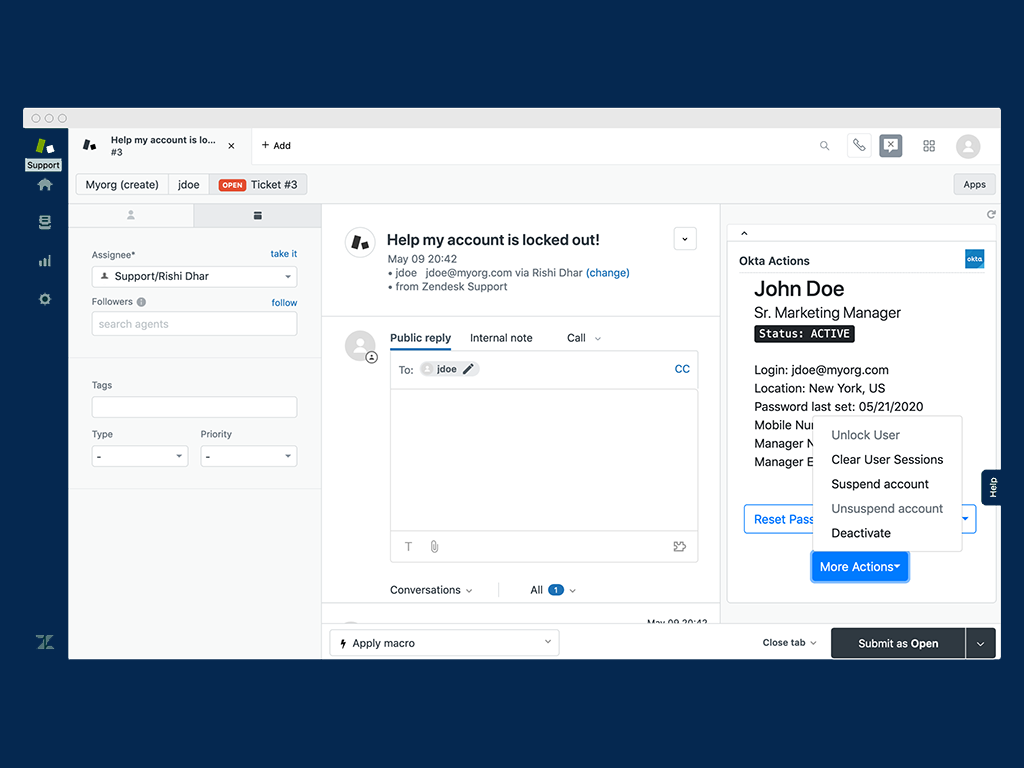 Help my account is lo...
#3
+ Add
Support
Myorg (create)
jdoe
OPEN Ticket #3
Apps
Assignee*
take it
Support/Rishi Dhar
Followers
follow
search agents
Tags
Type
Priority
-
-
Help my account is locked out!
May 09 20:42
• jdoe jdoe@myorg.com via Rishi Dhar (change)
• from Zendesk Support
Public reply
Internal note
Call
To: jdoe
CC
T
Conversations
All 1
May 09 20:42
Apply macro
Close tab
Submit as Open
Okta Actions
okta
John Doe
Sr. Marketing Manager
Status: ACTIVE
Login: jdoe@myorg.com
Location: New York, US
Password last set: 05/21/2020
Mobile Nu
Manager N
Manager E
Unlock User
Clear User Sessions
Suspend account
Unsuspend account
Deactivate
Reset Pass
More Actions
Help